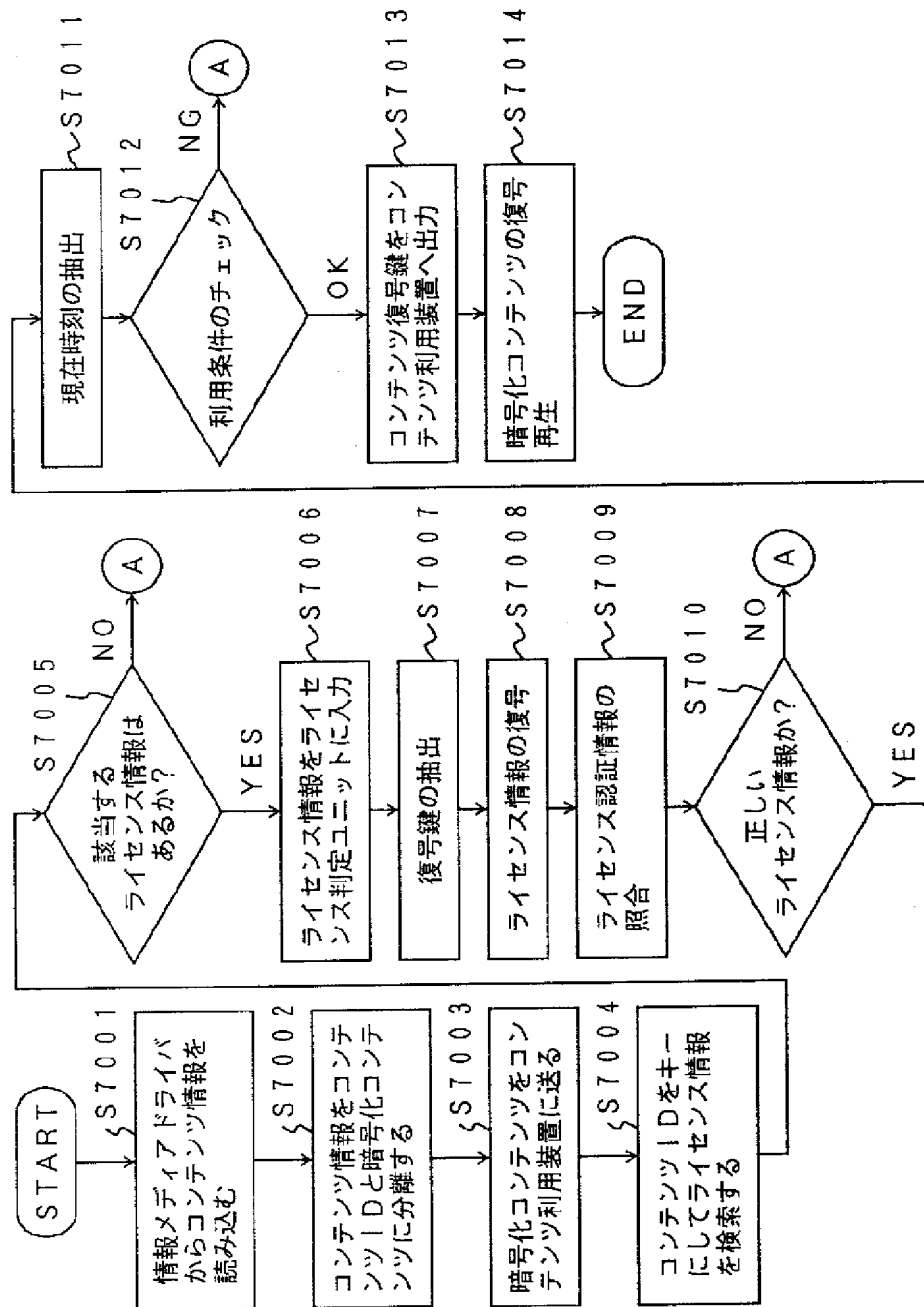 START
S7001
情報メディアドライバ
からコンテンツ情報を
読み込む
S7002
コンテンツ情報をコンテ
ンツIDと暗号化コンテ
ンツに分離する
S7003
暗号化コンテンツをコン
テンツ利用装置に送る
S7004
コンテンツIDをキー
にしてライセンス情報
を検索する
S7005
該当する
ライセンス情報は
あるか?
NO
A
YES
S7006
ライセンス情報をライセ
ンス判定ユニットに入力
S7007
復号鍵の抽出
S7008
ライセンス情報の復号
S7009
ライセンス認証情報の
照合
S7010
正しい
ライセンス情報か?
NO
A
YES
S7011
現在時刻の抽出
S7012
利用条件のチェック
NG
A
OK
S7013
コンテンツ復号鍵をコン
テンツ利用装置へ出力
S7014
暗号化コンテンツの復号
再生
END